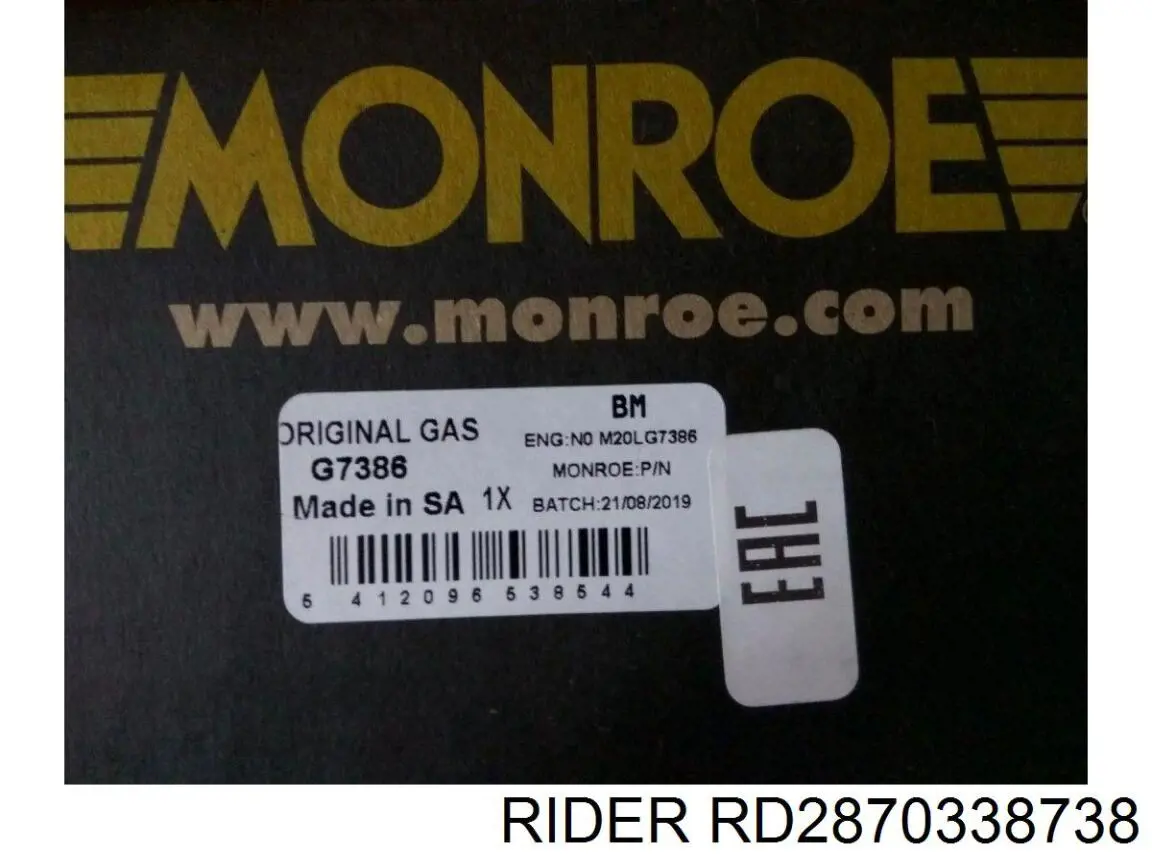 MONROE
www.monroe.com
BM
ORIGINAL GAS
ENG:N0 M20LG7386
G7386
MONROE:P/N
Made in SA 1X
BATCH:21/08/2019
5 412096 538544
EAC
RIDER RD2870338738